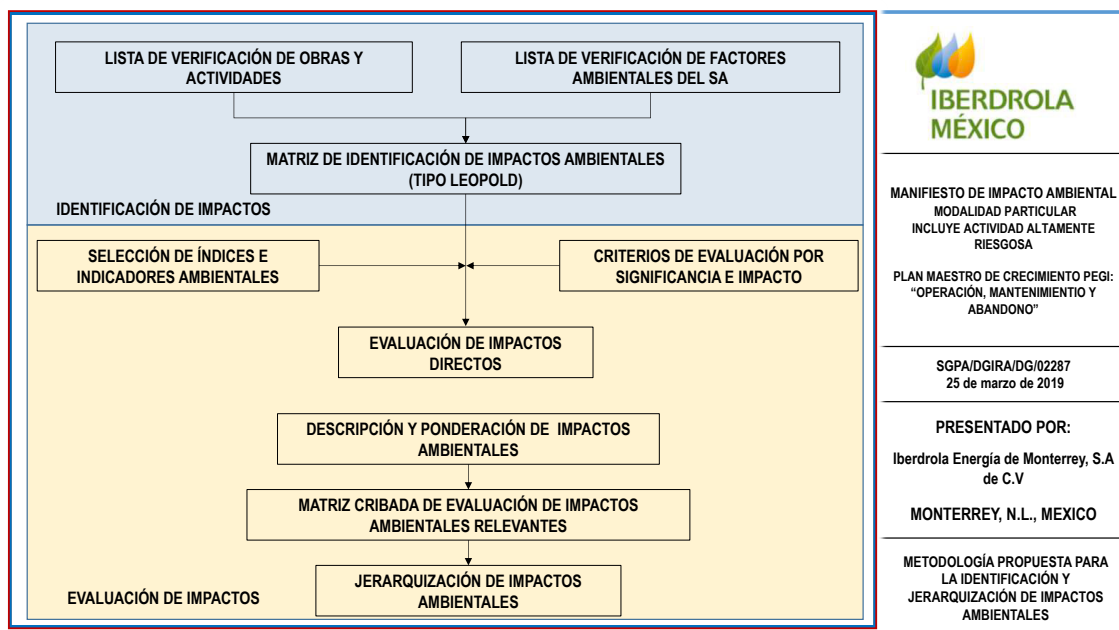 LISTA DE VERIFICACIÓN DE OBRAS Y
ACTIVIDADES
LISTA DE VERIFICACIÓN DE FACTORES
AMBIENTALES DEL SA
MATRIZ DE IDENTIFICACIÓN DE IMPACTOS AMBIENTALES
(TIPO LEOPOLD)
IDENTIFICACIÓN DE IMPACTOS
SELECCIÓN DE ÍNDICES E
INDICADORES AMBIENTALES
CRITERIOS DE EVALUACIÓN POR
SIGNIFICANCIA E IMPACTO
EVALUACIÓN DE IMPACTOS
DIRECTOS
DESCRIPCIÓN Y PONDERACIÓN DE IMPACTOS
AMBIENTALES
MATRIZ CRIBADA DE EVALUACIÓN DE IMPACTOS
AMBIENTALES RELEVANTES
JERARQUIZACIÓN DE IMPACTOS
AMBIENTALES
EVALUACIÓN DE IMPACTOS
IBERDROLA
MÉXICO
MANIFIESTO DE IMPACTO AMBIENTAL
MODALIDAD PARTICULAR
INCLUYE ACTIVIDAD ALTAMENTE
RIESGOSA
PLAN MAESTRO DE CRECIMIENTO PEGI:
“OPERACIÓN, MANTENIMIENTIO Y
ABANDONO”
SGPA/DGIRA/DG/02287
25 de marzo de 2019
PRESENTADO POR:
Iberdrola Energía de Monterrey, S.A
de C.V
MONTERREY, N.L., MEXICO
METODOLOGÍA PROPUESTA PARA
LA IDENTIFICACIÓN Y
JERARQUIZACIÓN DE IMPACTOS
AMBIENTALES